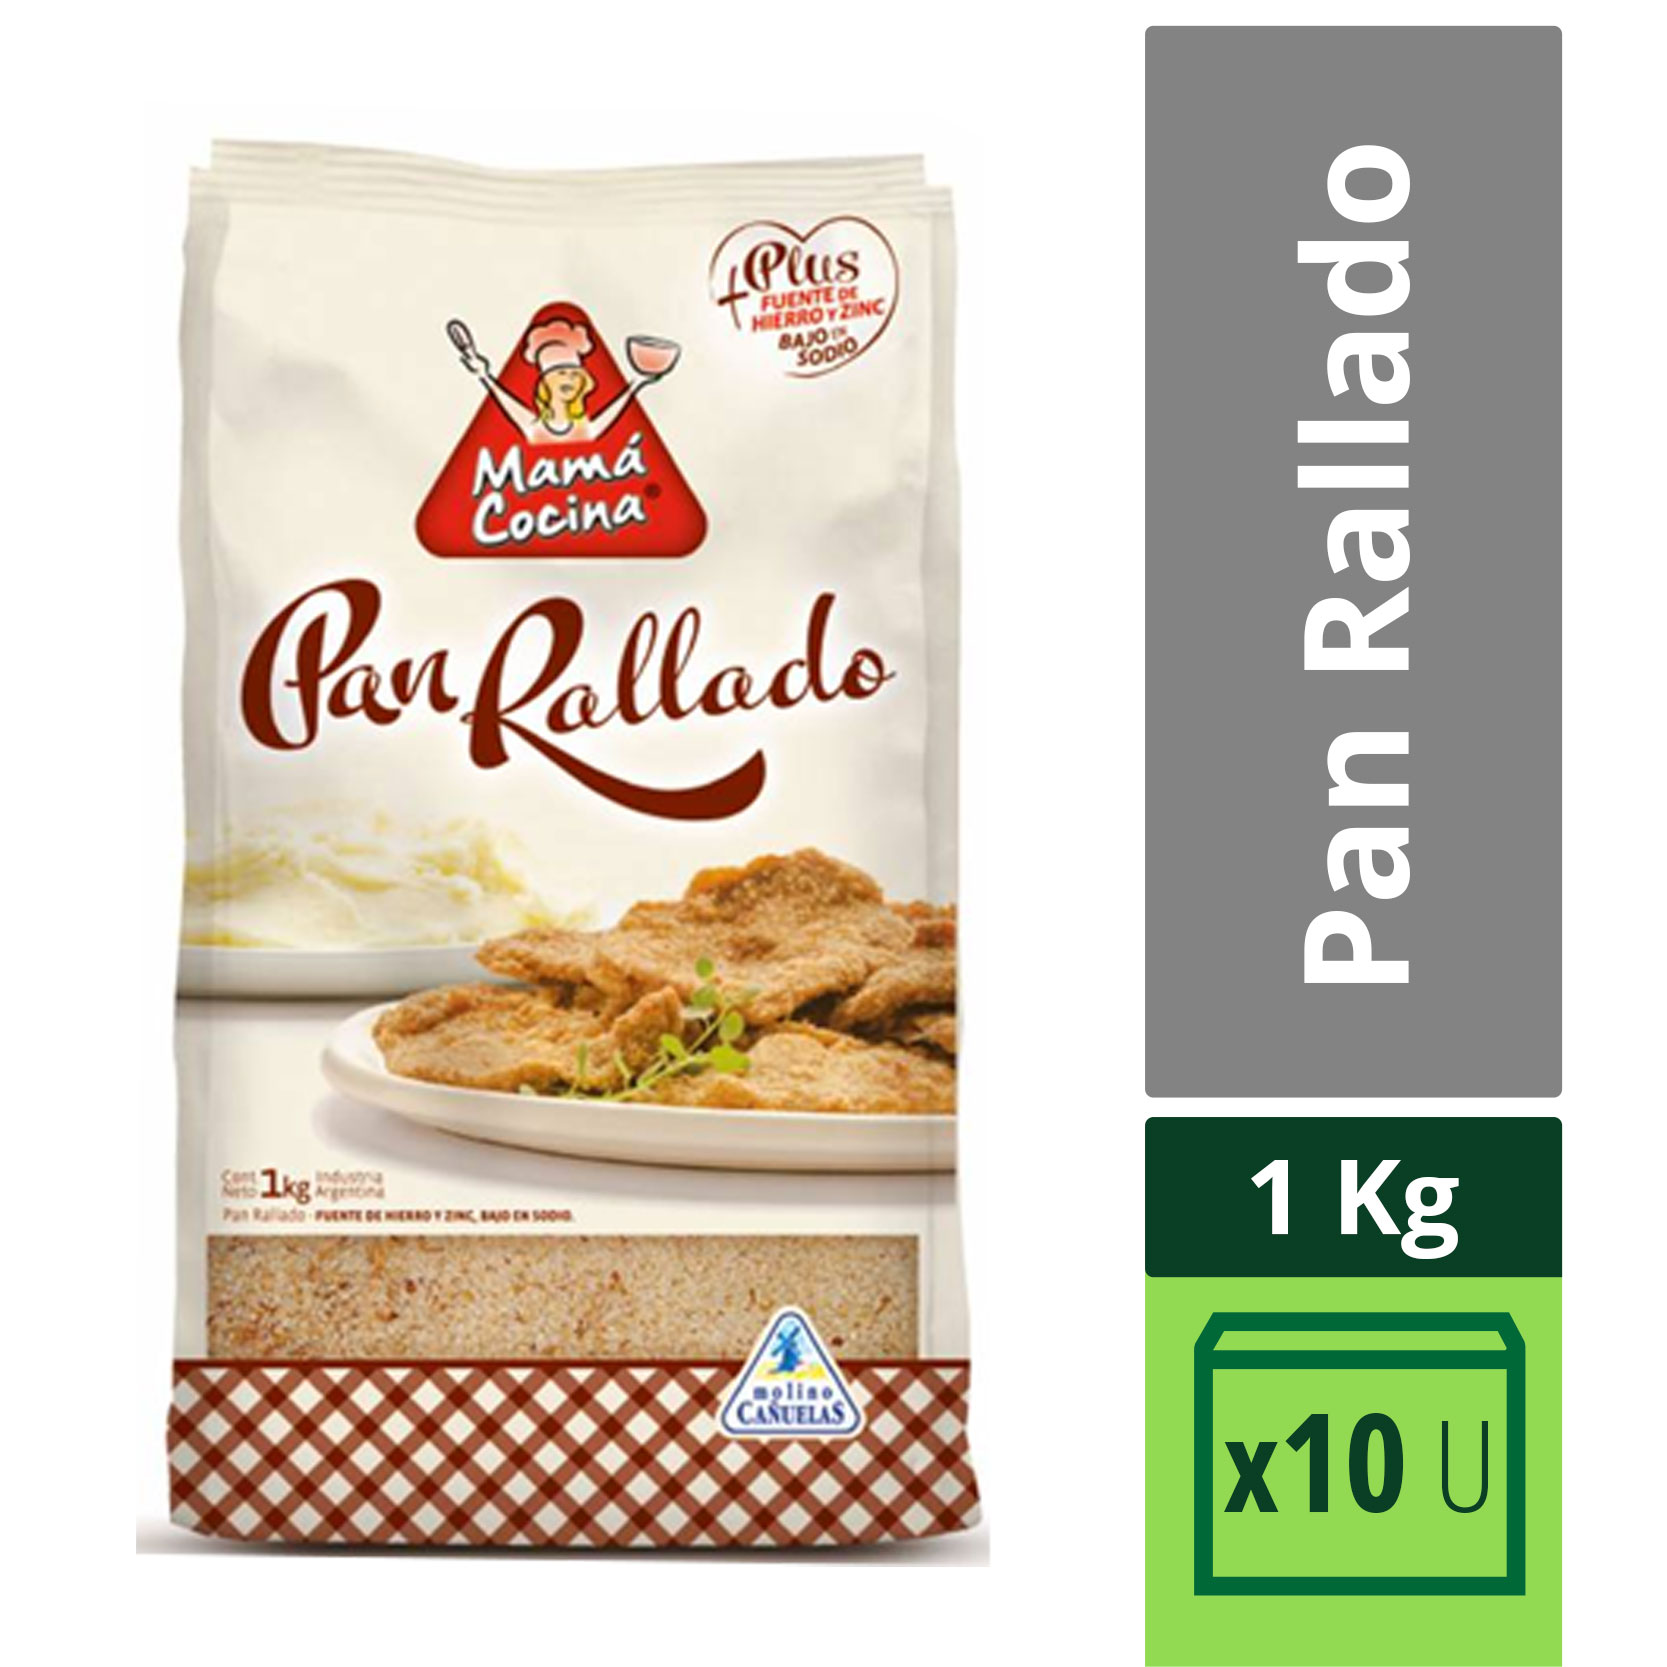 +Plus
FUENTE DE
HIERRO Y ZINC
BAJO EN
SODIO
Mamá
Cocina®
Pan Rallado
Cont. Neto 1kg Industria Argentina
Pan Rallado - FUENTE DE HIERRO Y ZINC, BAJO EN SODIO.
molino
CAÑUELAS
Pan Rallado
1 Kg
x10 U